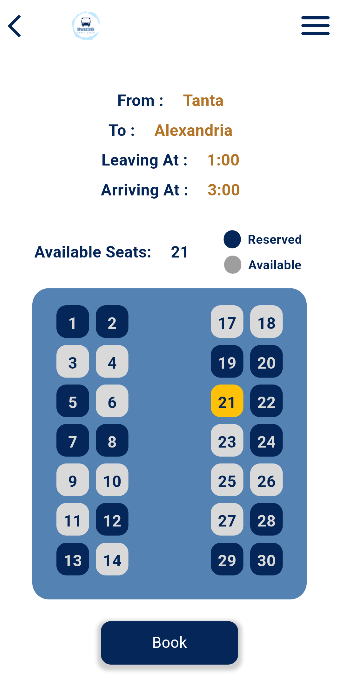 From : Tanta
To : Alexandria
Leaving At : 1:00
Arriving At : 3:00
Available Seats: 21
Reserved
Available
1 2 17 18
3 4 19 20
5 6 21 22
7 8 23 24
9 10 25 26
11 12 27 28
13 14 29 30
Book